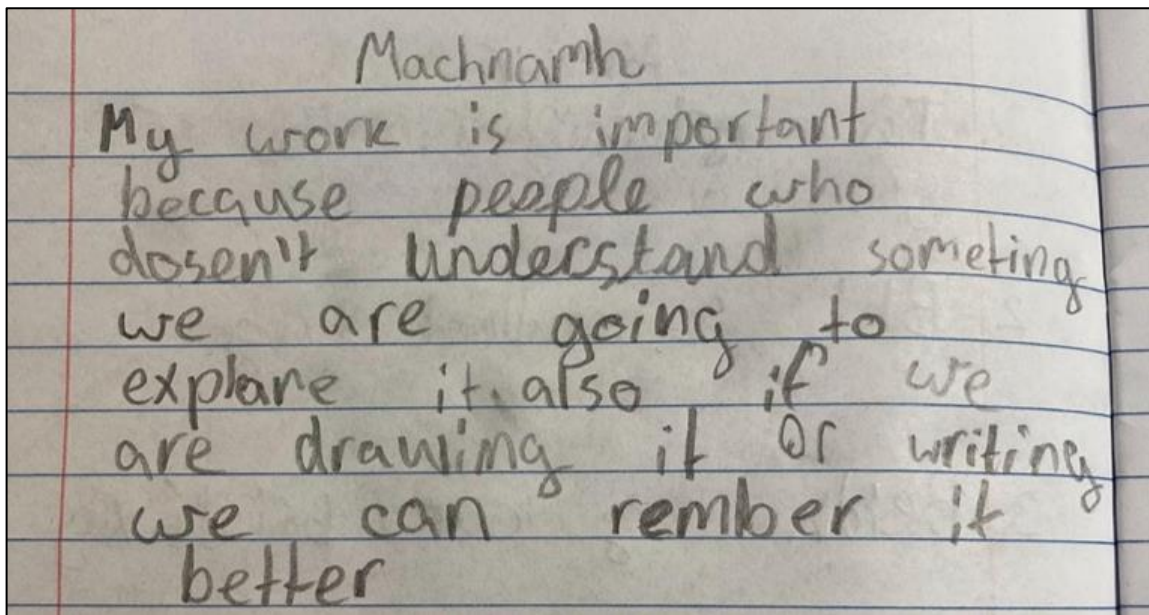 Machnamh
My work is important
because people who
dosen't understand someting
we are going to
explane it. also if we
are drawing it or writing
we can rember it
better